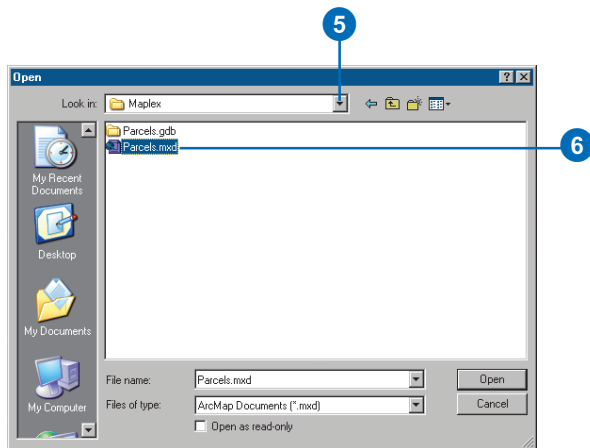 5
Open
Look in: Maplex
Parcels.gdb
Parcels.mxd
6
My Recent
Documents
Desktop
My Documents
My Computer
File name: Parcels.mxd Open
Files of type: ArcMap Documents (*.mxd) Cancel
Open as read-only